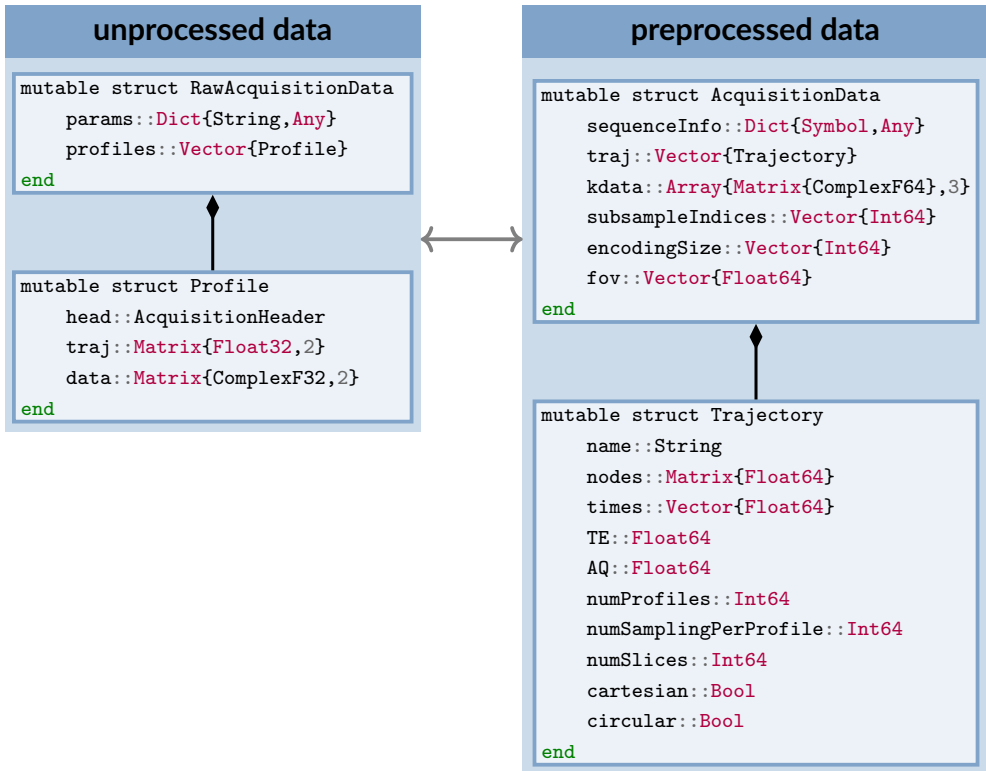 unprocessed data
mutable struct RawAcquisitionData
    params::Dict{String,Any}
    profiles::Vector{Profile}
end
mutable struct Profile
    head::AcquisitionHeader
    traj::Matrix{Float32,2}
    data::Matrix{ComplexF32,2}
end
preprocessed data
mutable struct AcquisitionData
    sequenceInfo::Dict{Symbol,Any}
    traj::Vector{Trajectory}
    kdata::Array{Matrix{ComplexF64},3}
    subsampleIndices::Vector{Int64}
    encodingSize::Vector{Int64}
    fov::Vector{Float64}
end
mutable struct Trajectory
    name::String
    nodes::Matrix{Float64}
    times::Vector{Float64}
    TE::Float64
    AQ::Float64
    numProfiles::Int64
    numSamplingPerProfile::Int64
    numSlices::Int64
    cartesian::Bool
    circular::Bool
end